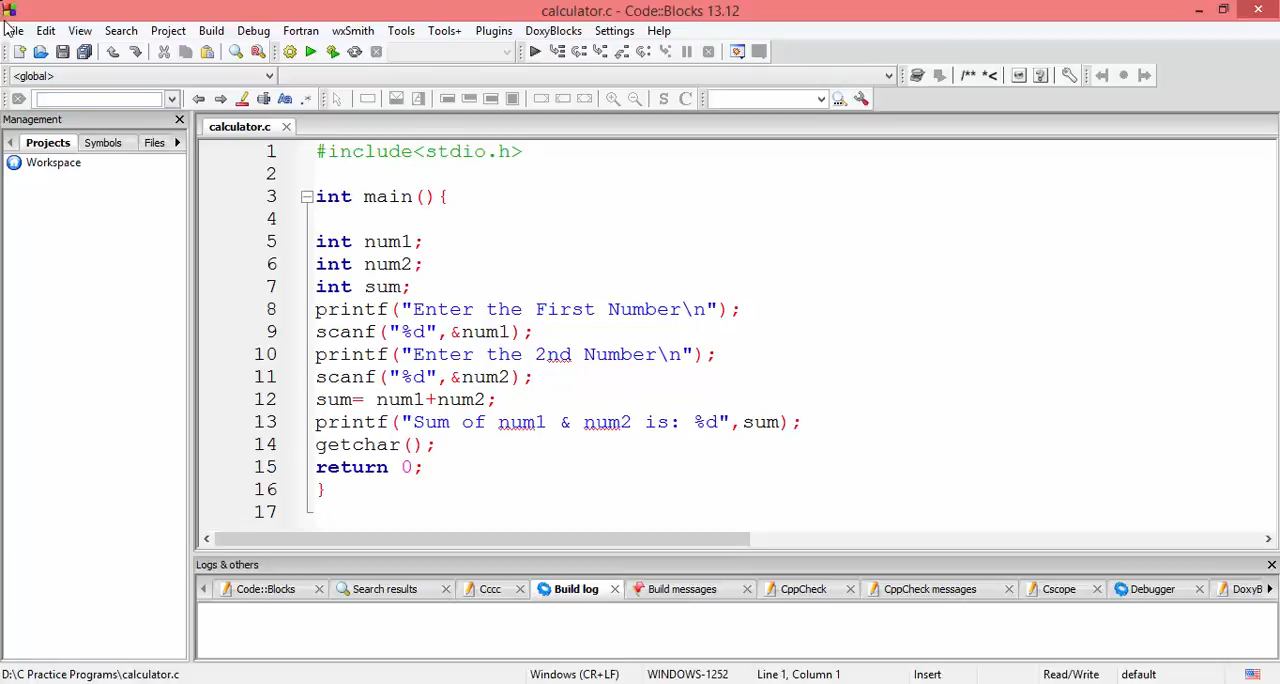 calculator.c - Code::Blocks 13.12
File Edit View Search Project Build Debug Fortran wxSmith Tools Tools+ Plugins DoxyBlocks Settings Help
<global>
/** *<
S C
Management
Projects Symbols Files
Workspace
calculator.c
1 #include<stdio.h>
2
3 int main(){
4
5 int num1;
6 int num2;
7 int sum;
8 printf("Enter the First Number\n");
9 scanf("%d",&num1);
10 printf("Enter the 2nd Number\n");
11 scanf("%d",&num2);
12 sum= num1+num2;
13 printf("Sum of num1 & num2 is: %d",sum);
14 getchar();
15 return 0;
16 }
17
Logs & others
Code::Blocks Search results Cccc Build log Build messages CppCheck CppCheck messages Cscope Debugger DoxyB
D:\C Practice Programs\calculator.c Windows (CR+LF) WINDOWS-1252 Line 1, Column 1 Insert Read/Write default